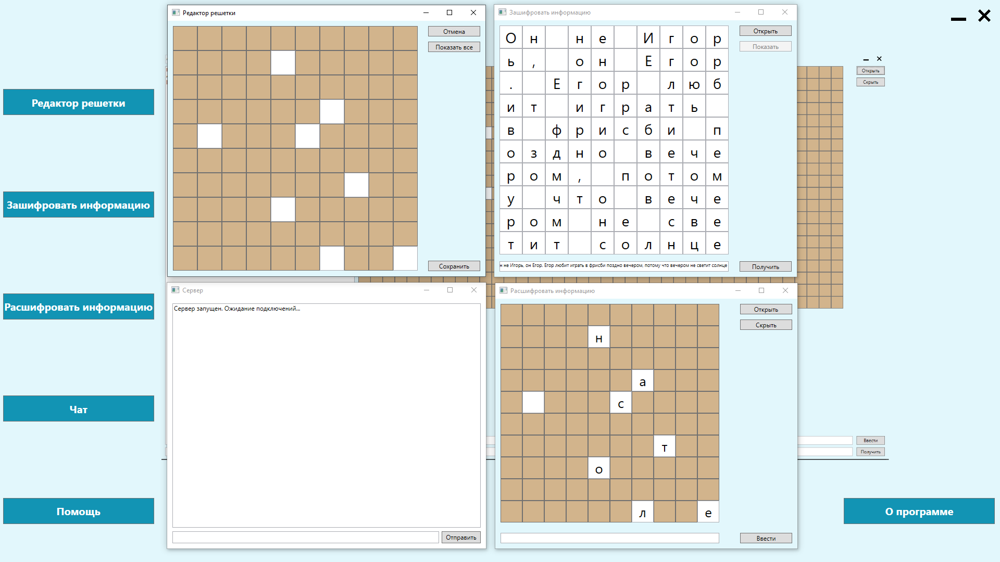 Редактор решетки
Зашифровать информацию
Расшифровать информацию
Чат
Помощь
Редактор решетки
Отмена
Показать все
Сохранить
Зашифровать информацию
О н н е И г о р
ь , о н Е г о р
. Е г о р л ю б
и т и г р а т ь
в ф р и с б и п
о з д н о в е ч е
р о м , п о т о м
у ч т о в е ч е
р о м н е с в е
т и т с о л н ц е
Открыть
Показать
н не Игорь, он Егор. Егор любит играть в фрисби поздно вечером, потому что вечером не светит солнце
Получить
Сервер
Сервер запущен. Ожидание подключений...
Отправить
Расшифровать информацию
н
а
с
т
о
л е
Открыть
Скрыть
Ввести
Открыть
Скрыть
Ввести
Получить
О программе